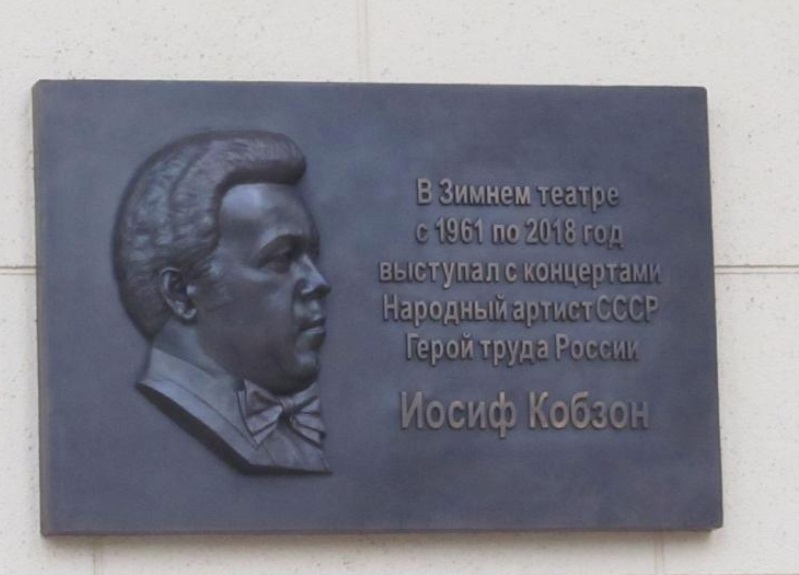 В Зимнем театре
с 1961 по 2018 год
выступал с концертами
Народный артист СССР
Герой труда России
Иосиф Кобзон